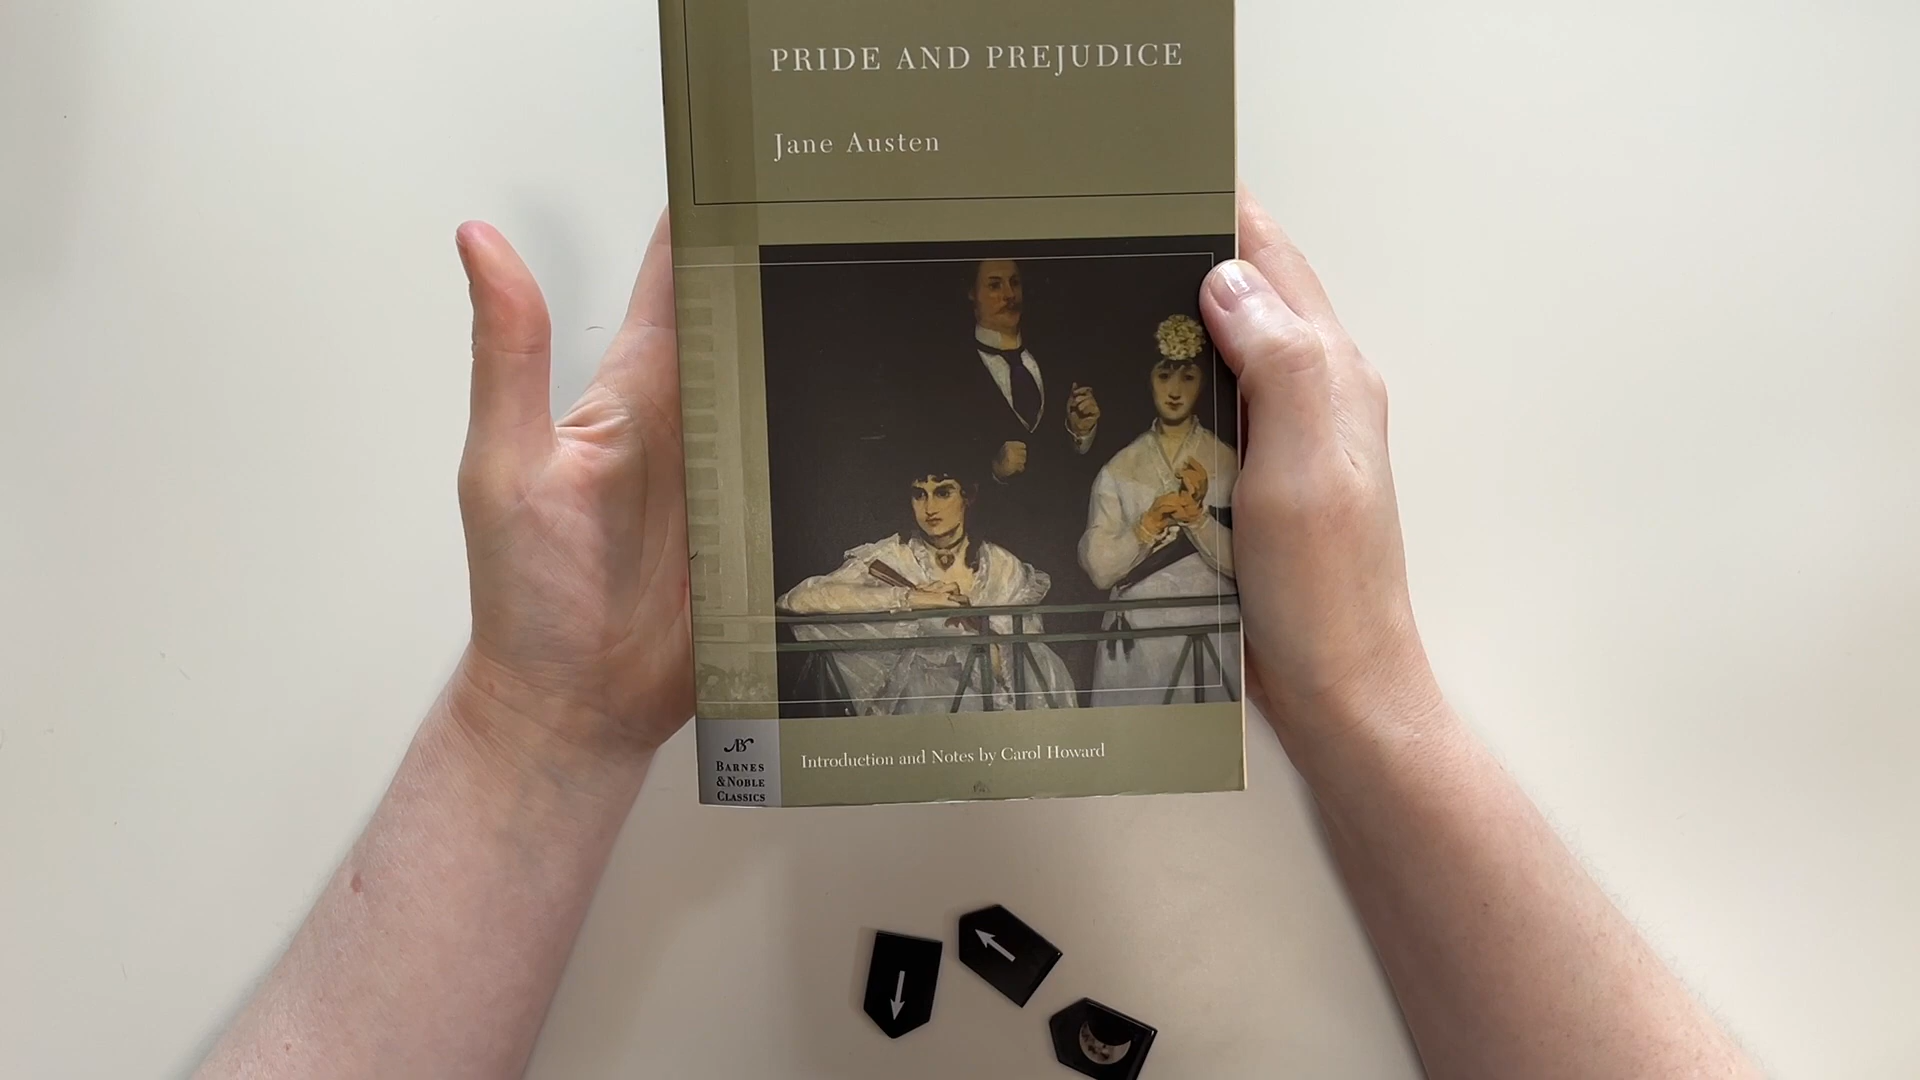 PRIDE AND PREJUDICE
Jane Austen
BARNES
&NOBLE
CLASSICS
Introduction and Notes by Carol Howard